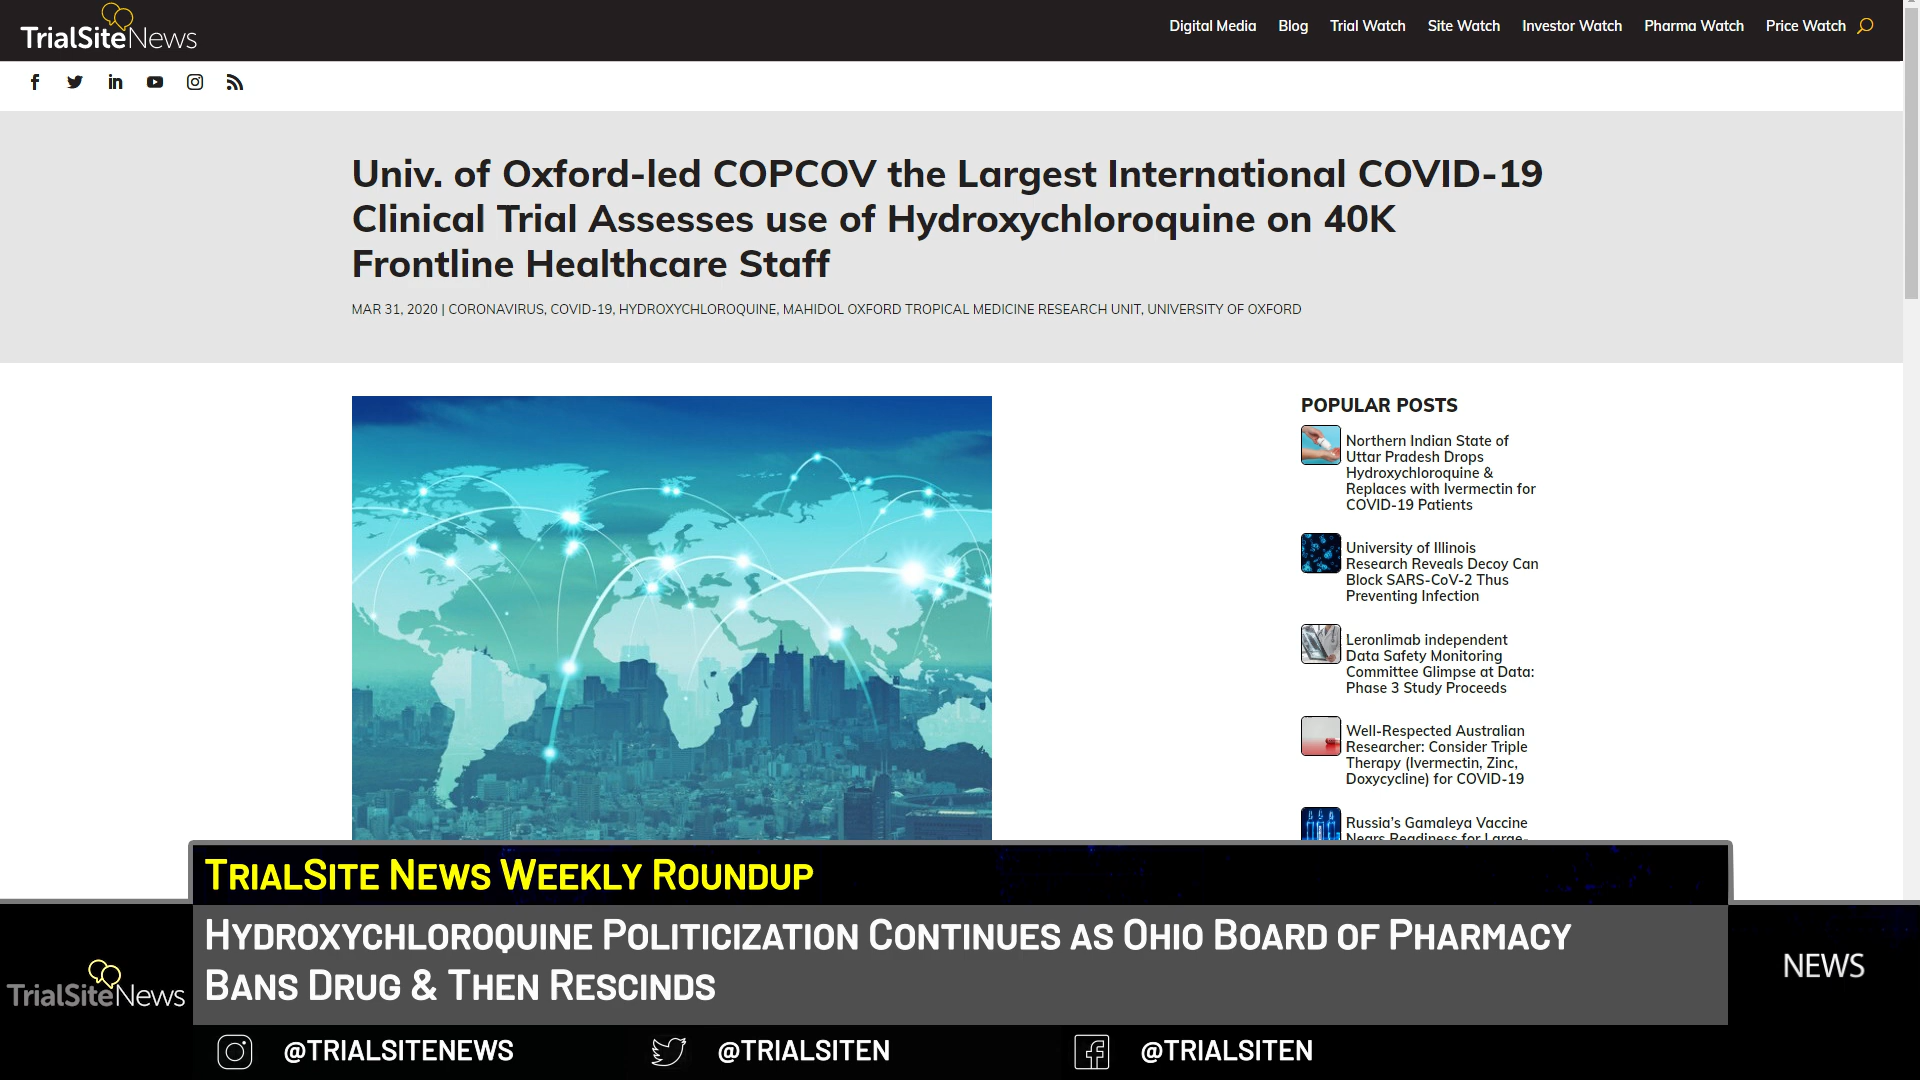 TrialSiteNews
Digital Media Blog Trial Watch Site Watch Investor Watch Pharma Watch Price Watch
Univ. of Oxford-led COPCOV the Largest International COVID-19
Clinical Trial Assesses use of Hydroxychloroquine on 40K
Frontline Healthcare Staff
MAR 31, 2020 | CORONAVIRUS, COVID-19, HYDROXYCHLOROQUINE, MAHIDOL OXFORD TROPICAL MEDICINE RESEARCH UNIT, UNIVERSITY OF OXFORD
POPULAR POSTS
Northern Indian State of
Uttar Pradesh Drops
Hydroxychloroquine &
Replaces with Ivermectin for
COVID-19 Patients
University of Illinois
Research Reveals Decoy Can
Block SARS-CoV-2 Thus
Preventing Infection
Leronlimab independent
Data Safety Monitoring
Committee Glimpse at Data:
Phase 3 Study Proceeds
Well-Respected Australian
Researcher: Consider Triple
Therapy (Ivermectin, Zinc,
Doxycycline) for COVID-19
Russia's Gamaleya Vaccine
Nears Readiness for Large-
TrialSite News Weekly Roundup
Hydroxychloroquine Politicization Continues as Ohio Board of Pharmacy
Bans Drug & Then Rescinds
TrialSiteNews
NEWS
@TRIALSITENEWS @TRIALSITEN @TRIALSITEN